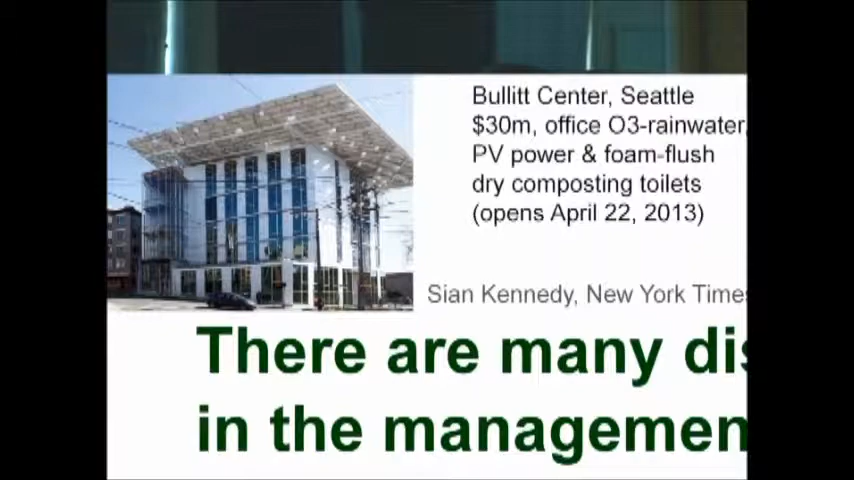 Bullitt Center, Seattle
$30m, office O3-rainwater,
PV power & foam-flush
dry composting toilets
(opens April 22, 2013)
Sian Kennedy, New York Times
There are many
in the